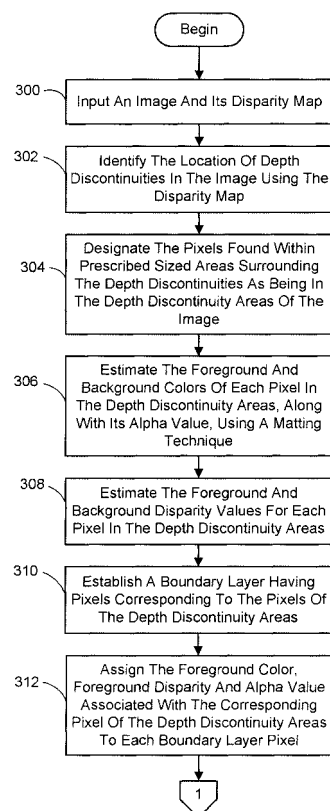 Begin
300
Input An Image And Its Disparity Map
302
Identify The Location Of Depth
Discontinuities In The Image Using The
Disparity Map
304
Designate The Pixels Found Within
Prescribed Sized Areas Surrounding
The Depth Discontinuities As Being In
The Depth Discontinuity Areas Of The
Image
306
Estimate The Foreground And
Background Colors Of Each Pixel In
The Depth Discontinuity Areas, Along
With Its Alpha Value, Using A Matting
Technique
308
Estimate The Foreground And
Background Disparity Values For Each
Pixel In The Depth Discontinuity Areas
310
Establish A Boundary Layer Having
Pixels Corresponding To The Pixels Of
The Depth Discontinuity Areas
312
Assign The Foreground Color,
Foreground Disparity And Alpha Value
Associated With The Corresponding
Pixel Of The Depth Discontinuity Areas
To Each Boundary Layer Pixel
1